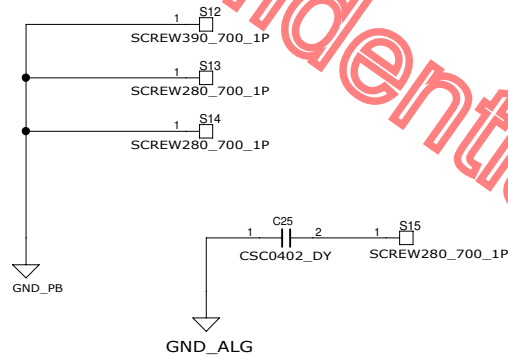 1 S12
SCREW390_700_1P
1 S13
SCREW280_700_1P
1 S14
SCREW280_700_1P
GND_PB
C25
1 2
CSC0402_DY
1 S15
SCREW280_700_1P
GND_ALG